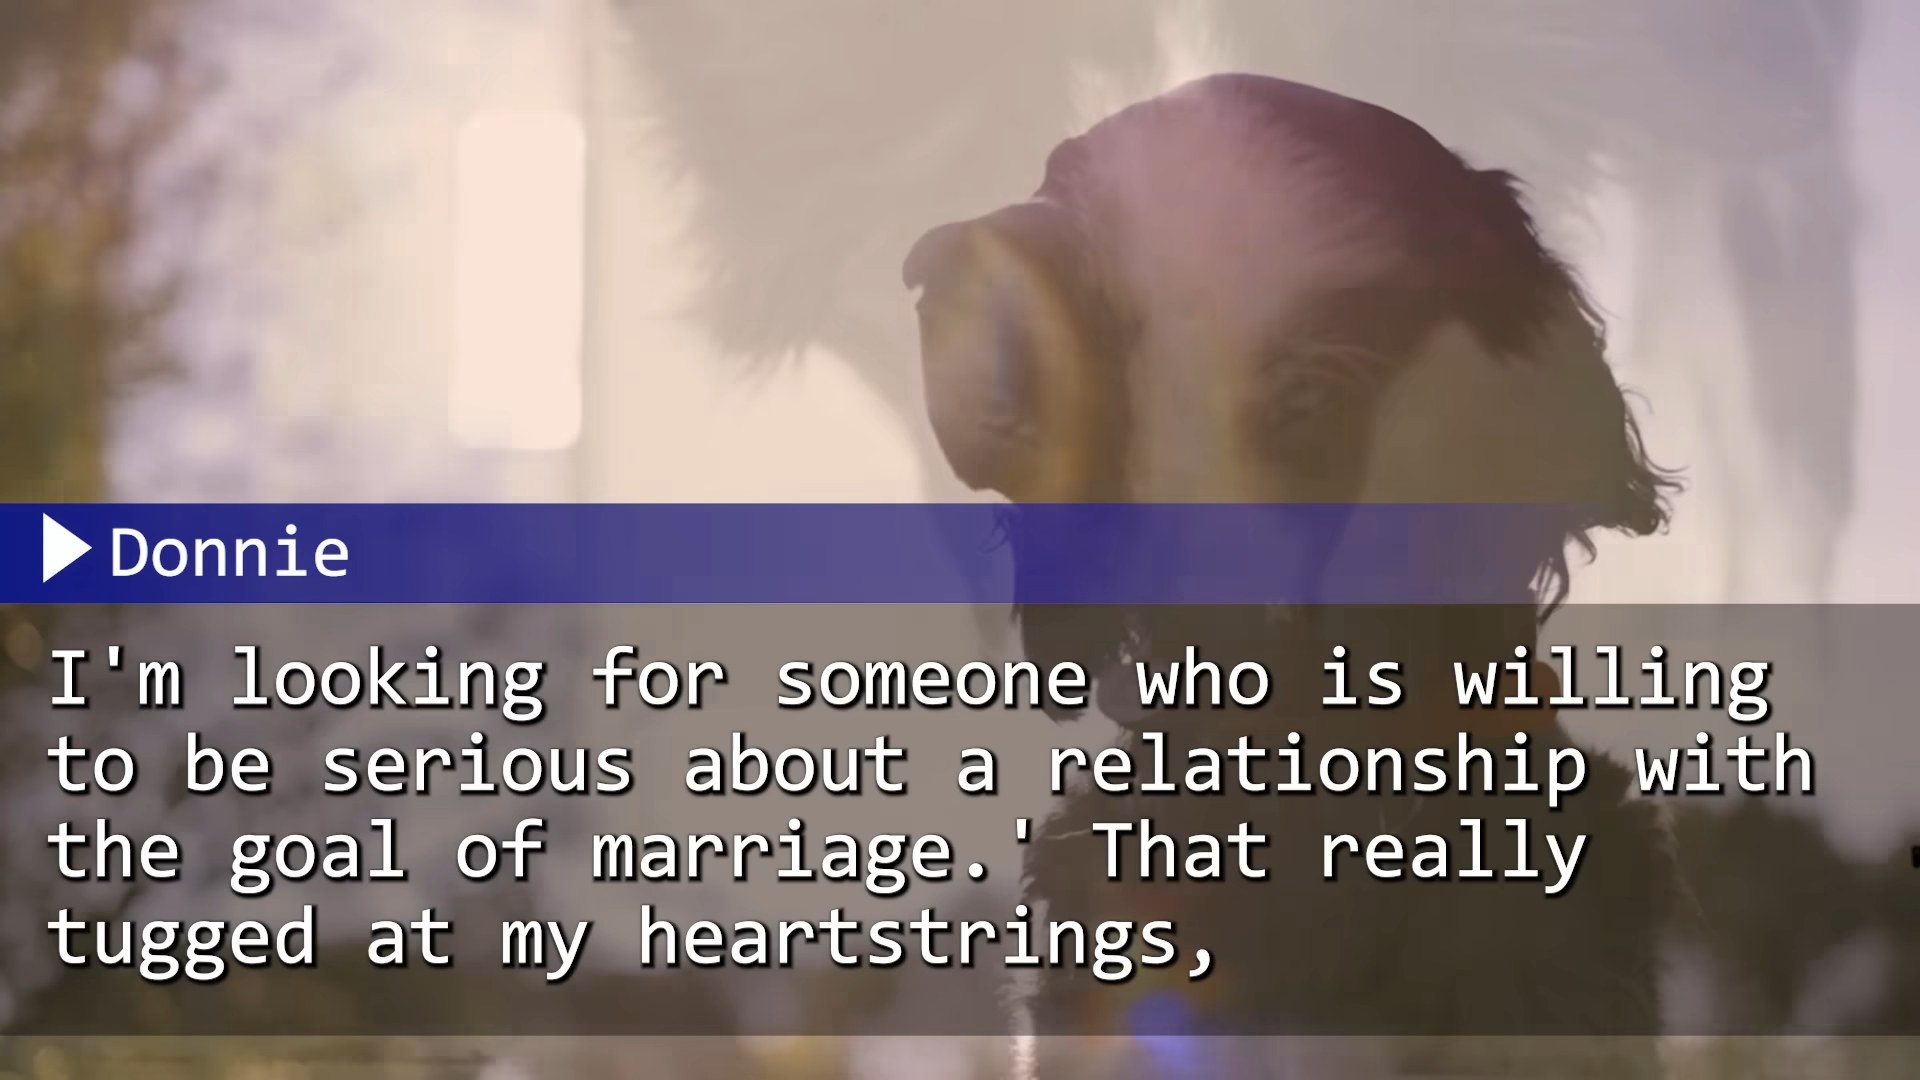 Donnie
I'm looking for someone who is willing
to be serious about a relationship with
the goal of marriage.' That really
tugged at my heartstrings,